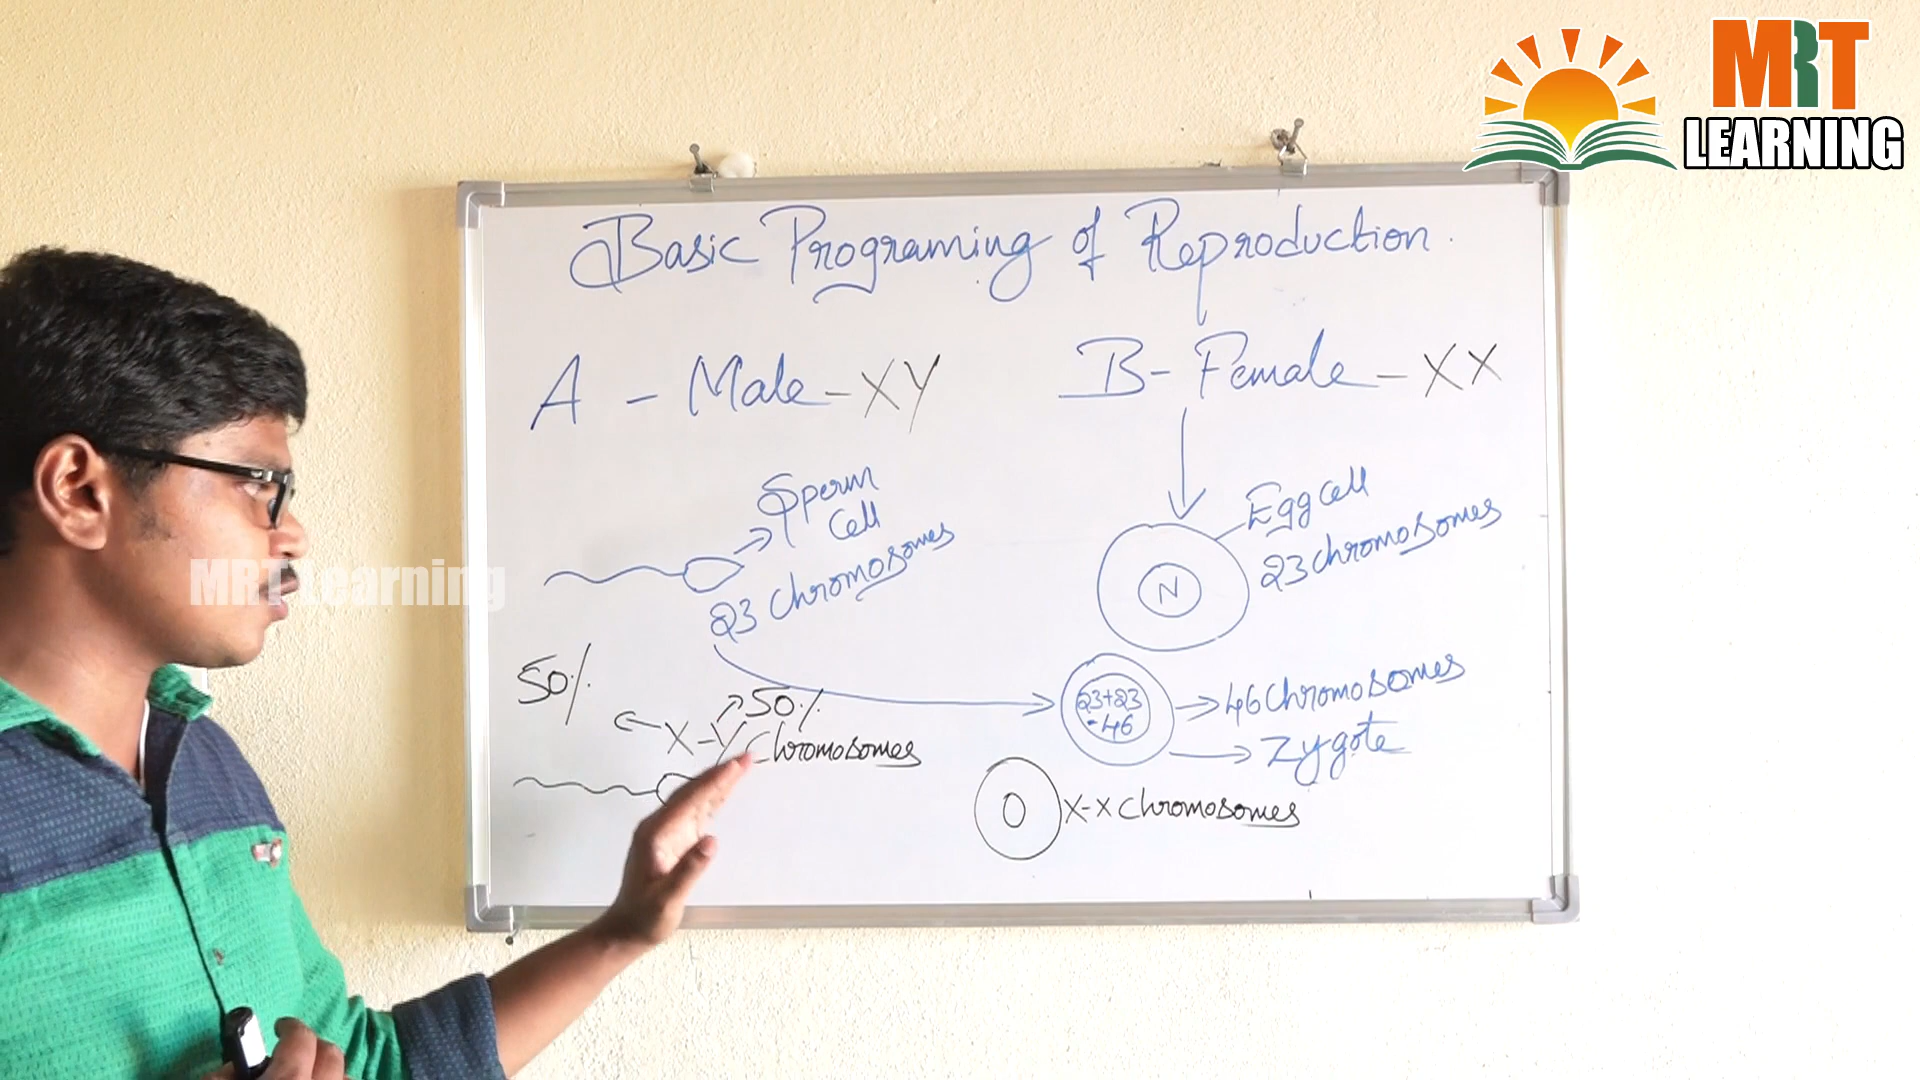 MRT
LEARNING
Basic Programing of Reproduction.
A - Male - XY
B - Female - XX
Sperm
Cell
23 Chromosomes
Egg cell
23 chromosomes
N
50%
50%
X-Y Chromosomes
23+23
=46
46 Chromosomes
Zygote
X-X Chromosomes
MRT Learning